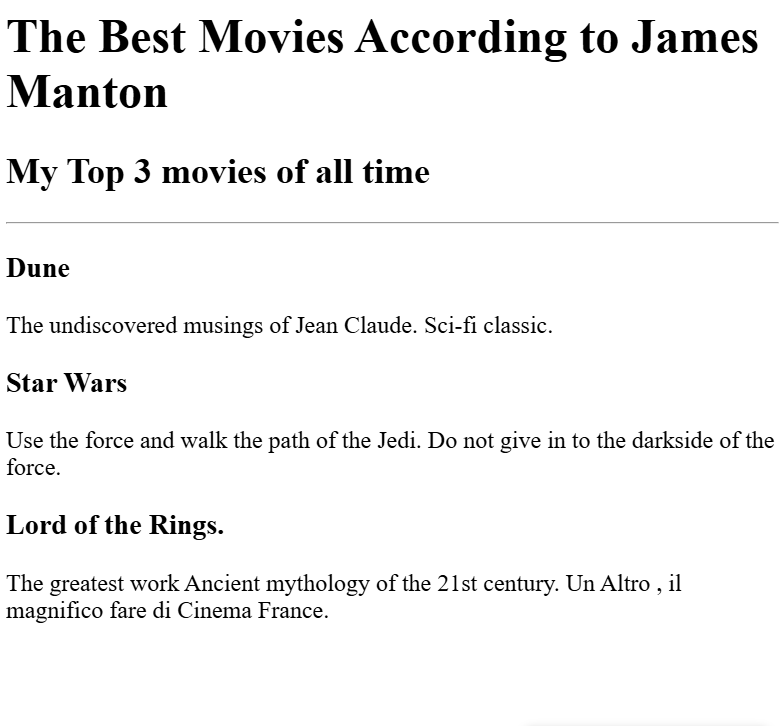 The Best Movies According to James
Manton
My Top 3 movies of all time
Dune
The undiscovered musings of Jean Claude. Sci-fi classic.
Star Wars
Use the force and walk the path of the Jedi. Do not give in to the darkside of the
force.
Lord of the Rings.
The greatest work Ancient mythology of the 21st century. Un Altro , il
magnifico fare di Cinema France.